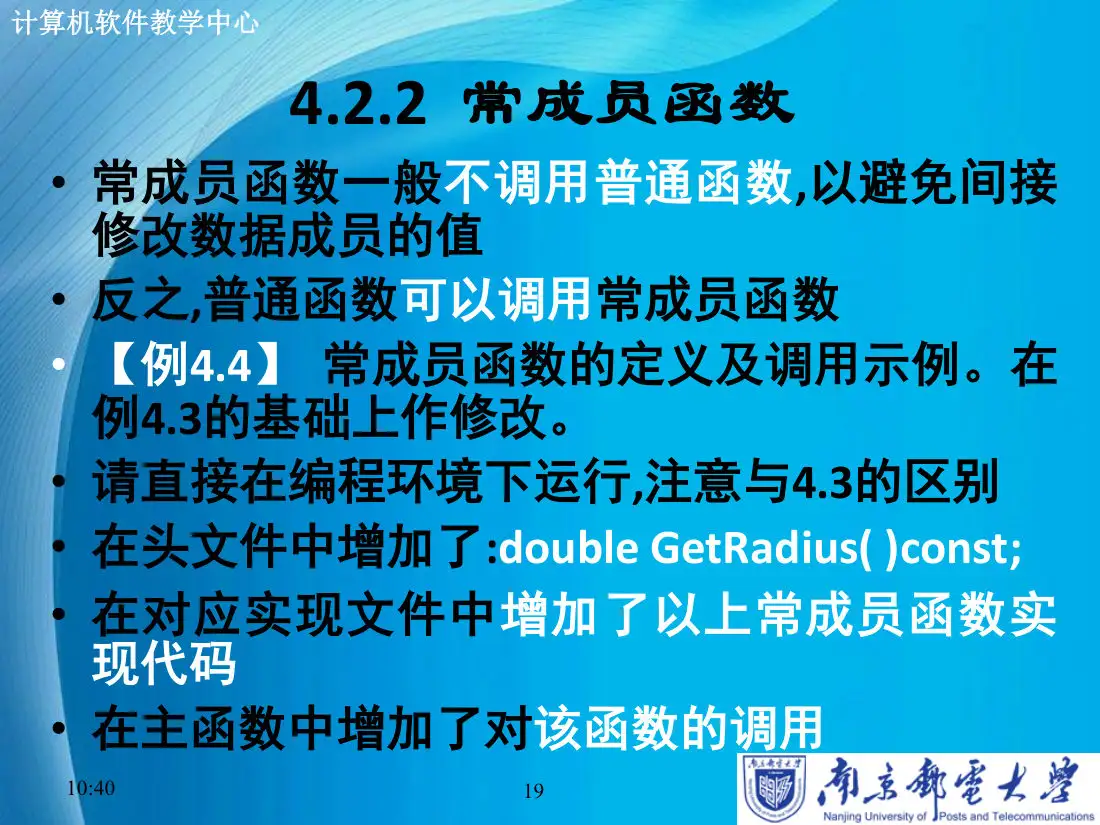 计算机软件教学中心
4.2.2 常成员函数
• 常成员函数一般不调用普通函数,以避免间接
修改数据成员的值
• 反之,普通函数可以调用常成员函数
• 【例4.4】 常成员函数的定义及调用示例。在
例4.3的基础上作修改。
• 请直接在编程环境下运行,注意与4.3的区别
• 在头文件中增加了:double GetRadius( )const;
• 在对应实现文件中增加了以上常成员函数实
现代码
• 在主函数中增加了对该函数的调用
10:40
19
南京郵電大學
Nanjing University of Posts and Telecommunications